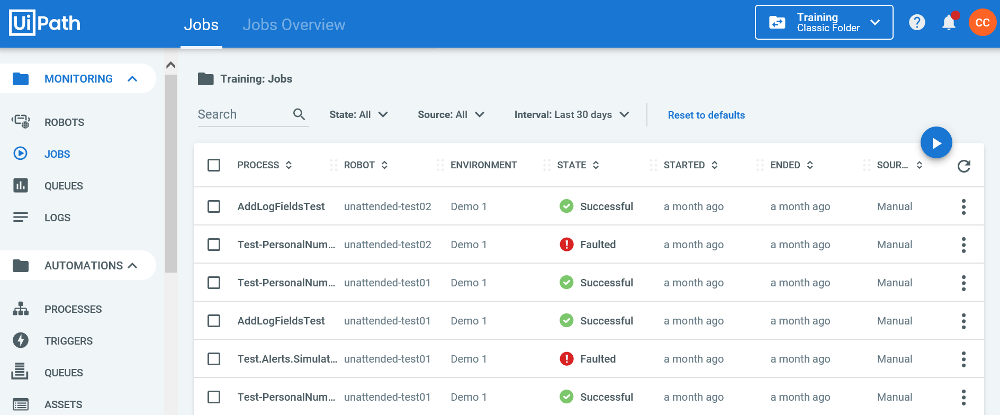 UiPath
Jobs Jobs Overview
Training
Classic Folder
?
CC
MONITORING
ROBOTS
JOBS
QUEUES
LOGS
AUTOMATIONS
PROCESSES
TRIGGERS
QUEUES
ASSETS
Training: Jobs
Search State: All Source: All Interval: Last 30 days Reset to defaults
PROCESS ROBOT ENVIRONMENT STATE STARTED ENDED SOUR...
AddLogFieldsTest unattended-test02 Demo 1 Successful a month ago a month ago Manual
Test-PersonalNum... unattended-test02 Demo 1 Faulted a month ago a month ago Manual
Test-PersonalNum... unattended-test01 Demo 1 Successful a month ago a month ago Manual
AddLogFieldsTest unattended-test01 Demo 1 Successful a month ago a month ago Manual
Test.Alerts.Simulat... unattended-test01 Demo 1 Faulted a month ago a month ago Manual
Test-PersonalNum... unattended-test01 Demo 1 Successful a month ago a month ago Manual